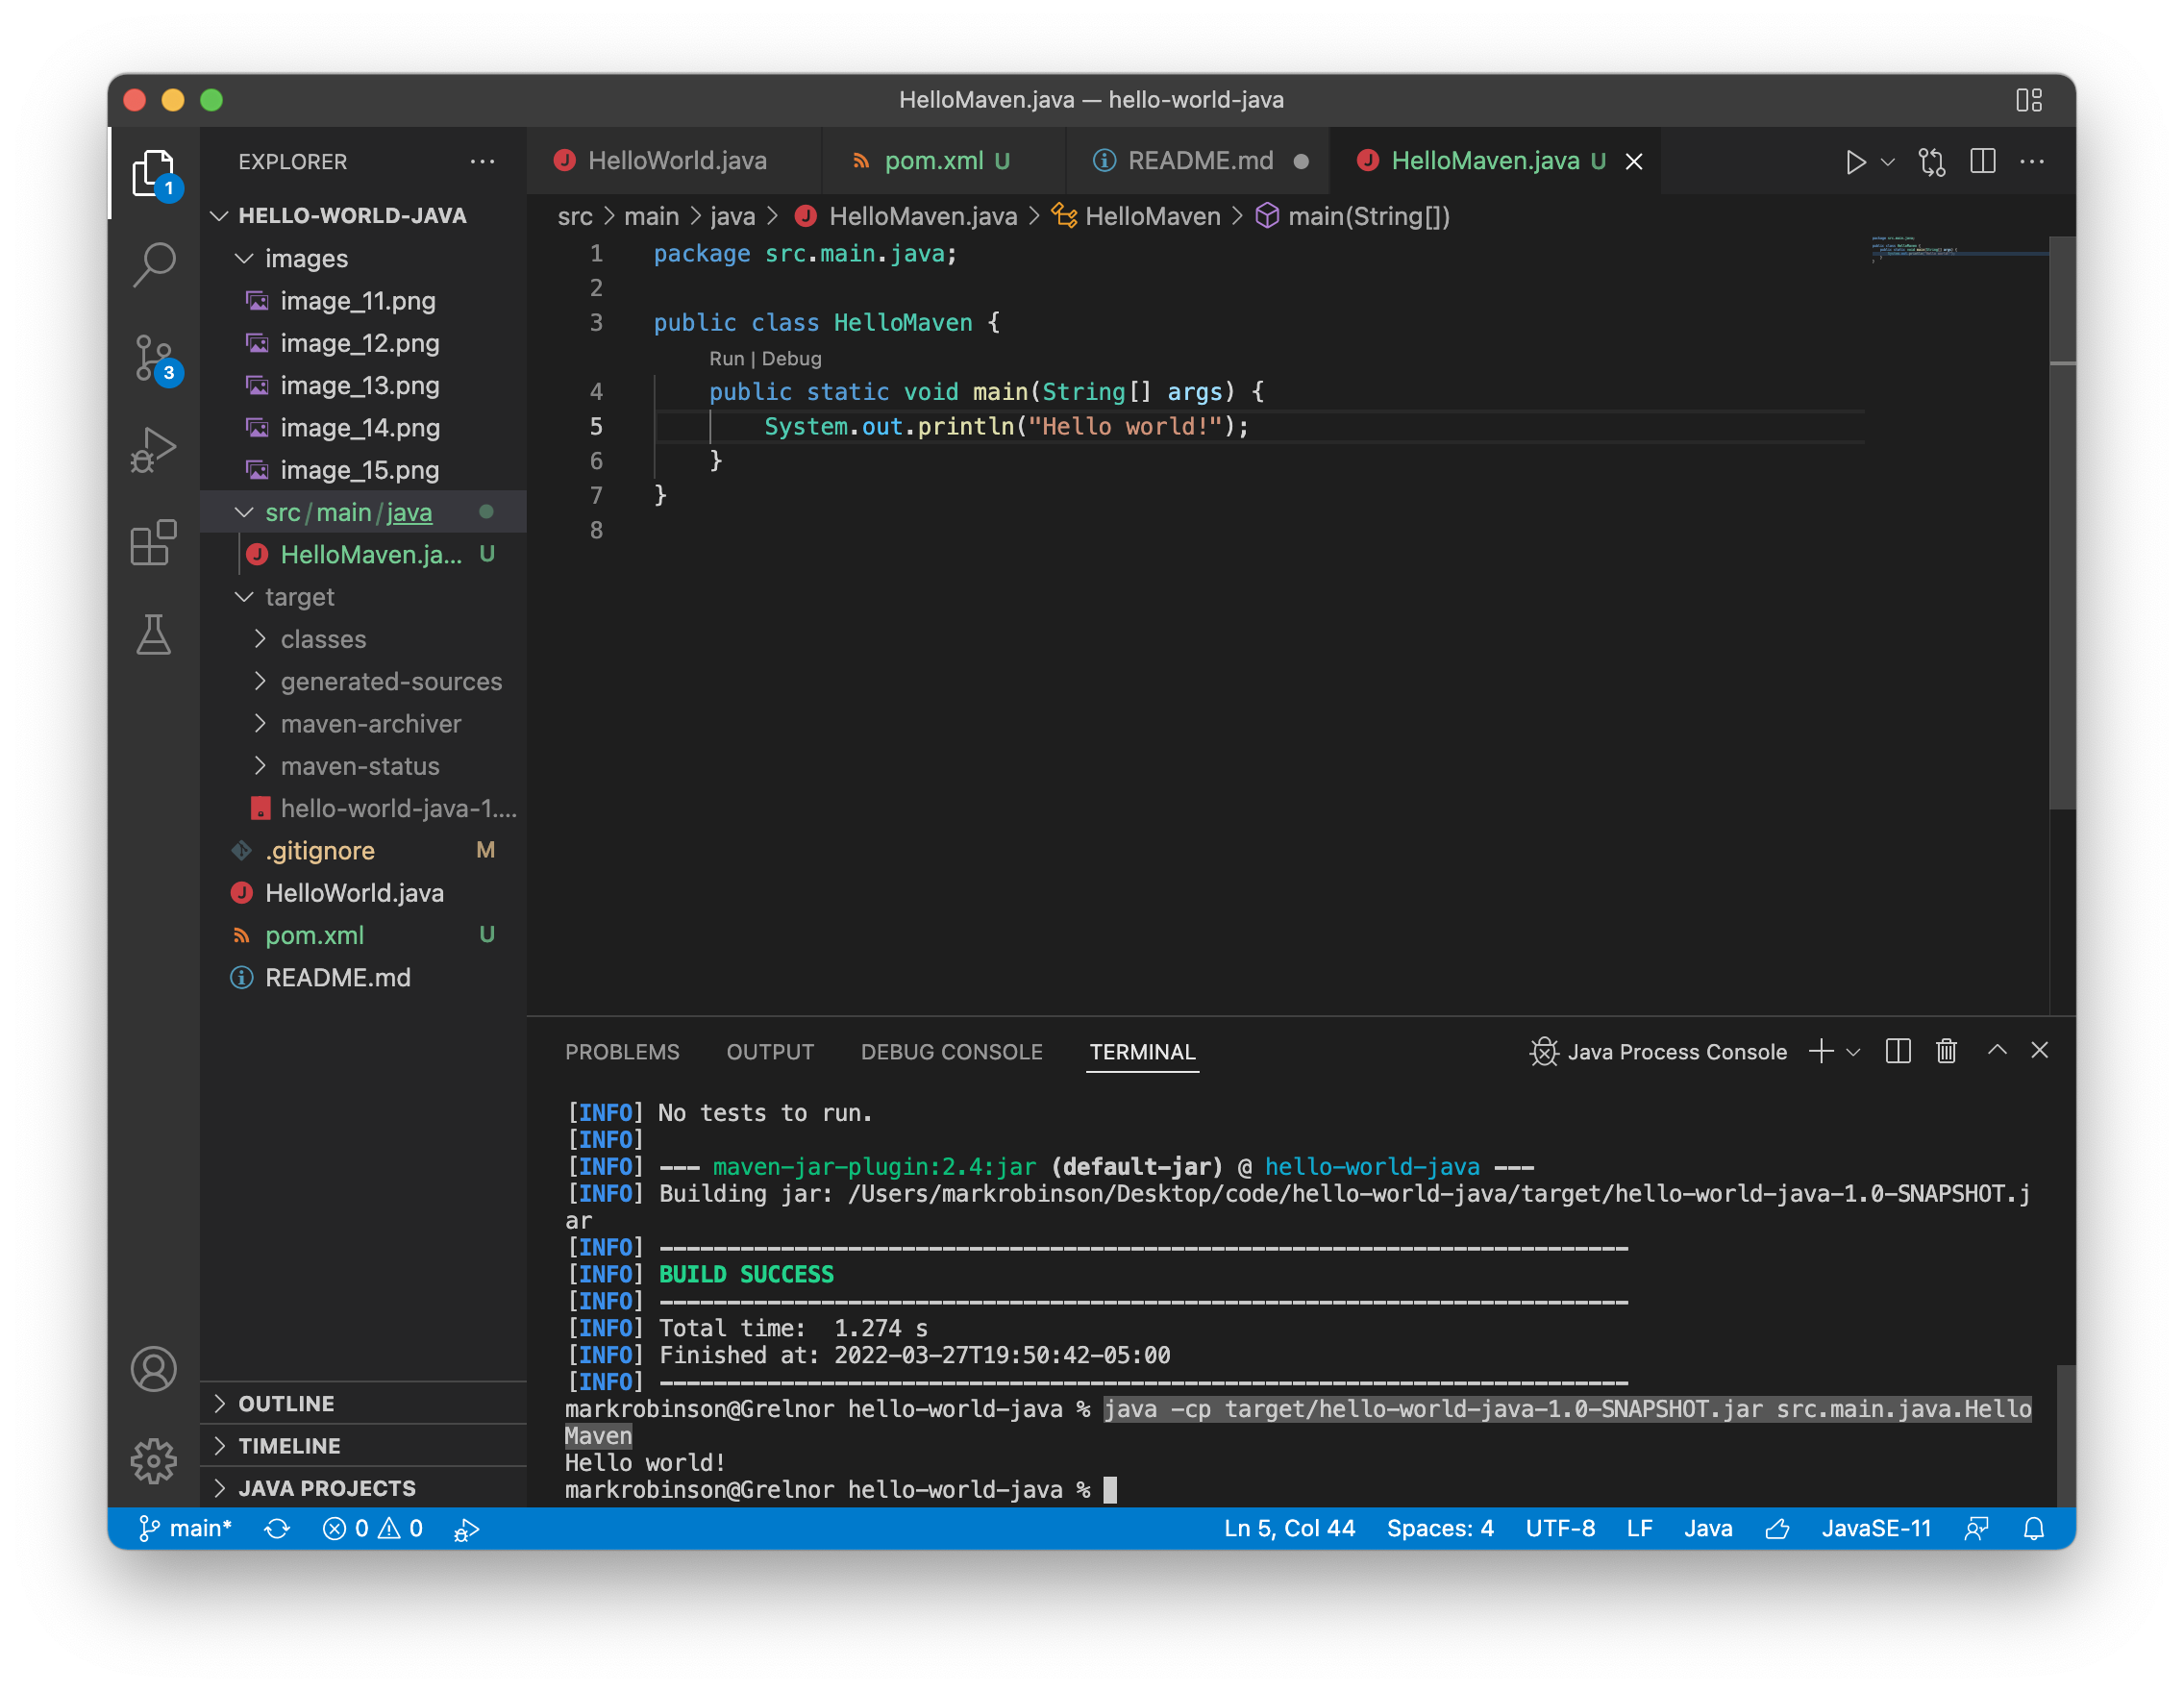 HelloMaven.java — hello-world-java
1
3
EXPLORER ···
HELLO-WORLD-JAVA
images
image_11.png
image_12.png
image_13.png
image_14.png
image_15.png
src/main/java
HelloMaven.ja... U
target
classes
generated-sources
maven-archiver
maven-status
hello-world-java-1....
.gitignore M
HelloWorld.java
pom.xml U
README.md
OUTLINE
TIMELINE
JAVA PROJECTS
HelloWorld.java pom.xml U README.md HelloMaven.java U
src > main > java > HelloMaven.java > HelloMaven > main(String[])
1 package src.main.java;
2
3 public class HelloMaven {
Run | Debug
4 public static void main(String[] args) {
5 System.out.println("Hello world!");
6 }
7 }
8
PROBLEMS OUTPUT DEBUG CONSOLE TERMINAL Java Process Console
[INFO] No tests to run.
[INFO]
[INFO] --- maven-jar-plugin:2.4:jar (default-jar) @ hello-world-java ---
[INFO] Building jar: /Users/markrobinson/Desktop/code/hello-world-java/target/hello-world-java-1.0-SNAPSHOT.j
ar
[INFO] ------------------------------------------------------------------------
[INFO] BUILD SUCCESS
[INFO] ------------------------------------------------------------------------
[INFO] Total time:  1.274 s
[INFO] Finished at: 2022-03-27T19:50:42-05:00
[INFO] ------------------------------------------------------------------------
markrobinson@Grelnor hello-world-java % java -cp target/hello-world-java-1.0-SNAPSHOT.jar src.main.java.Hello
Maven
Hello world!
markrobinson@Grelnor hello-world-java %
main* 0 0 Ln 5, Col 44 Spaces: 4 UTF-8 LF Java JavaSE-11